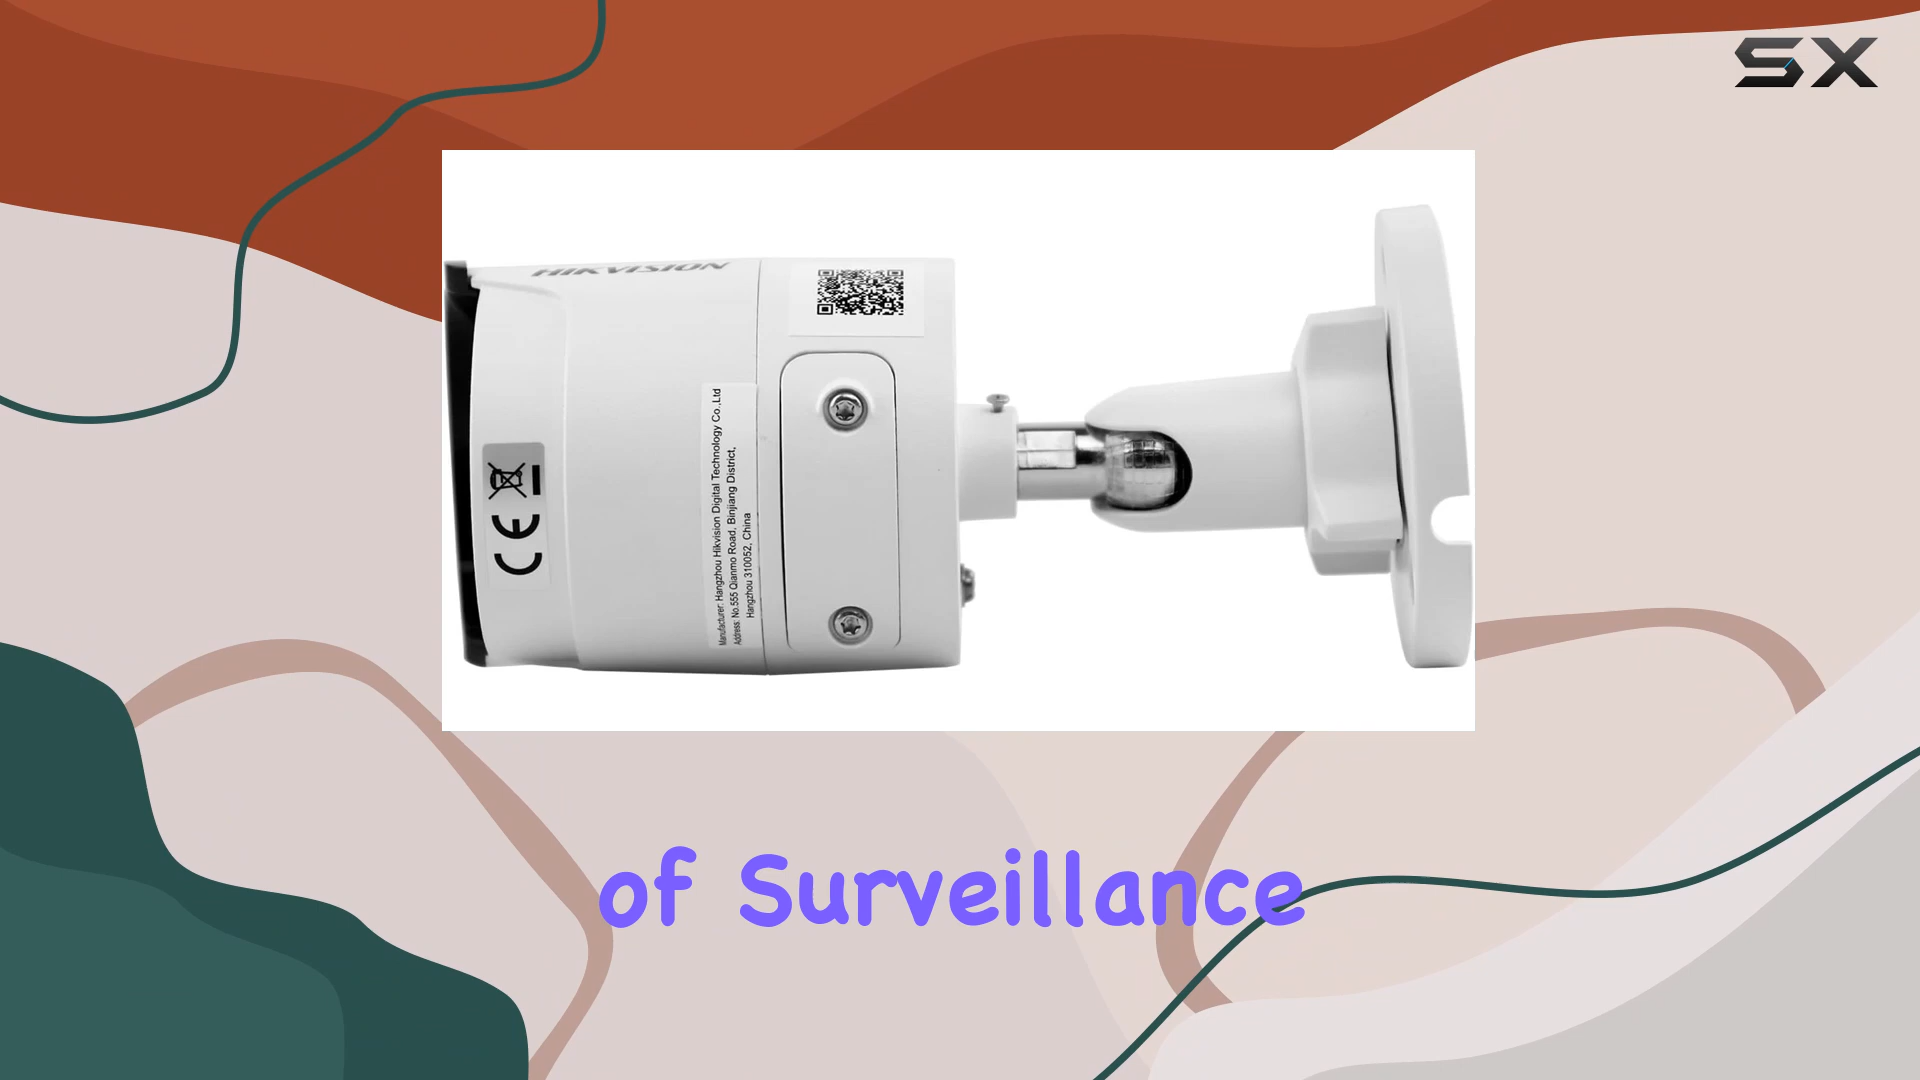 SX
HIKVISION
CE
Manufacturer: Hangzhou Hikvision Digital Technology Co.,Ltd
Address: No.555 Qianmo Road, Binjiang District,
Hangzhou 310052, China
of Surveillance